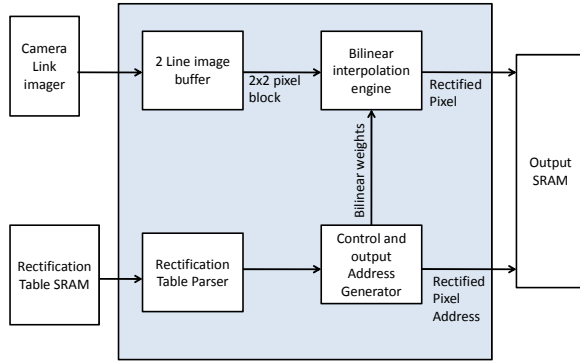 Camera
Link
imager
2 Line image
buffer
2x2 pixel
block
Bilinear
interpolation
engine
Rectified
Pixel
Output
SRAM
Bilinear weights
Rectification
Table SRAM
Rectification
Table Parser
Control and
output
Address
Generator
Rectified
Pixel
Address